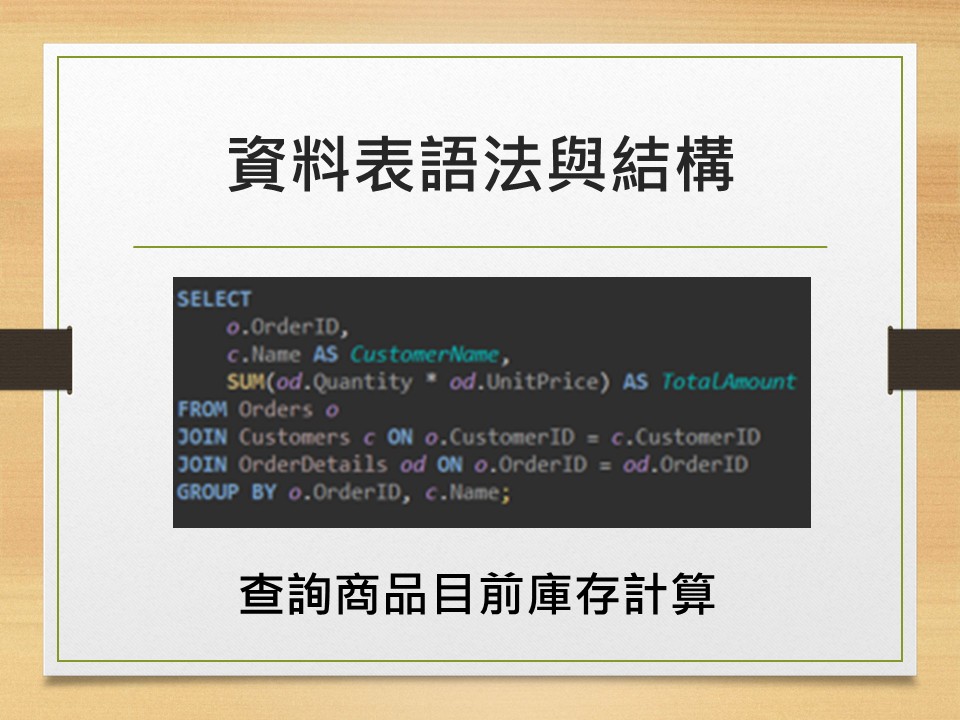 資料表語法與結構
SELECT
    o.OrderID,
    c.Name AS CustomerName,
    SUM(od.Quantity * od.UnitPrice) AS TotalAmount
FROM Orders o
JOIN Customers c ON o.CustomerID = c.CustomerID
JOIN OrderDetails od ON o.OrderID = od.OrderID
GROUP BY o.OrderID, c.Name;
查詢商品目前庫存計算